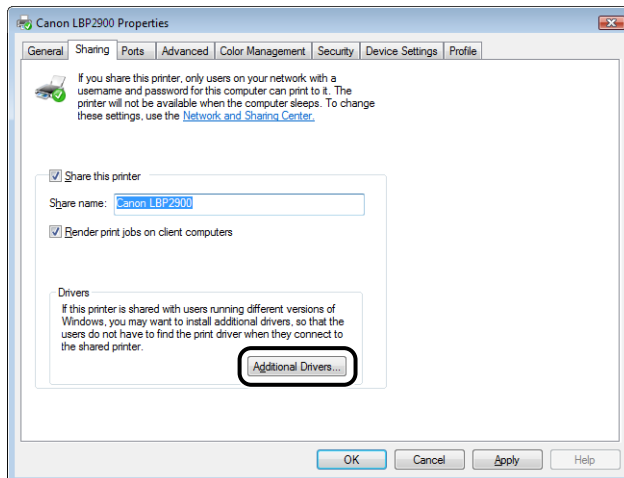 Canon LBP2900 Properties
General Sharing Ports Advanced Color Management Security Device Settings Profile
If you share this printer, only users on your network with a
username and password for this computer can print to it. The
printer will not be available when the computer sleeps. To change
these settings, use the Network and Sharing Center.
Share this printer
Share name: Canon LBP2900
Render print jobs on client computers
Drivers
If this printer is shared with users running different versions of
Windows, you may want to install additional drivers, so that the
users do not have to find the print driver when they connect to
the shared printer.
Additional Drivers...
OK Cancel Apply Help